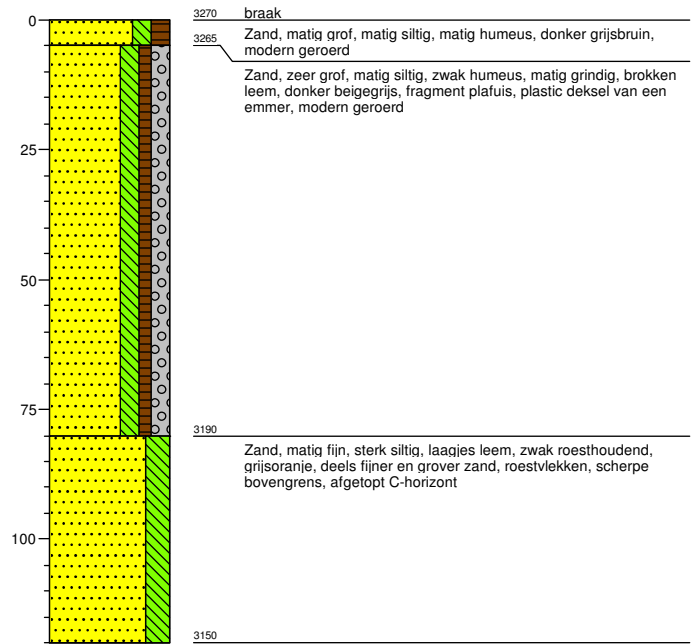 0
3270 braak
Zand, matig grof, matig siltig, matig humeus, donker grijsbruin,
3265 modern geroerd
Zand, zeer grof, matig siltig, zwak humeus, matig grindig, brokken
leem, donker beigegrijs, fragment plafuis, plastic deksel van een
emmer, modern geroerd
25
50
75
3190
Zand, matig fijn, sterk siltig, laagjes leem, zwak roesthoudend,
grijsoranje, deels fijner en grover zand, roestvlekken, scherpe
bovengrens, afgetopt C-horizont
100
3150